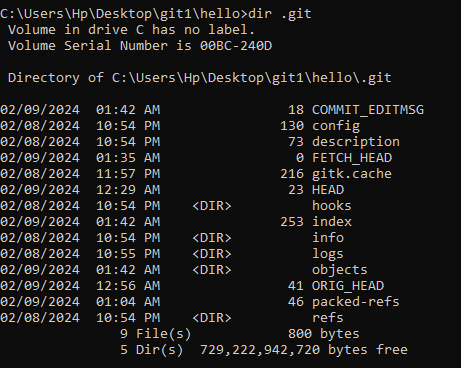 C:\Users\Hp\Desktop\git1\hello>dir .git
 Volume in drive C has no label.
 Volume Serial Number is 00BC-240D

 Directory of C:\Users\Hp\Desktop\git1\hello\.git

02/09/2024  01:42 AM                18 COMMIT_EDITMSG
02/08/2024  10:54 PM               130 config
02/08/2024  10:54 PM                73 description
02/09/2024  01:35 AM                 0 FETCH_HEAD
02/08/2024  11:57 PM               216 gitk.cache
02/09/2024  12:29 AM                23 HEAD
02/08/2024  10:54 PM    <DIR>          hooks
02/09/2024  01:42 AM               253 index
02/08/2024  10:54 PM    <DIR>          info
02/08/2024  10:55 PM    <DIR>          logs
02/09/2024  01:42 AM    <DIR>          objects
02/09/2024  12:56 AM                41 ORIG_HEAD
02/09/2024  01:04 AM                46 packed-refs
02/08/2024  10:54 PM    <DIR>          refs
               9 File(s)            800 bytes
               5 Dir(s)  729,222,942,720 bytes free